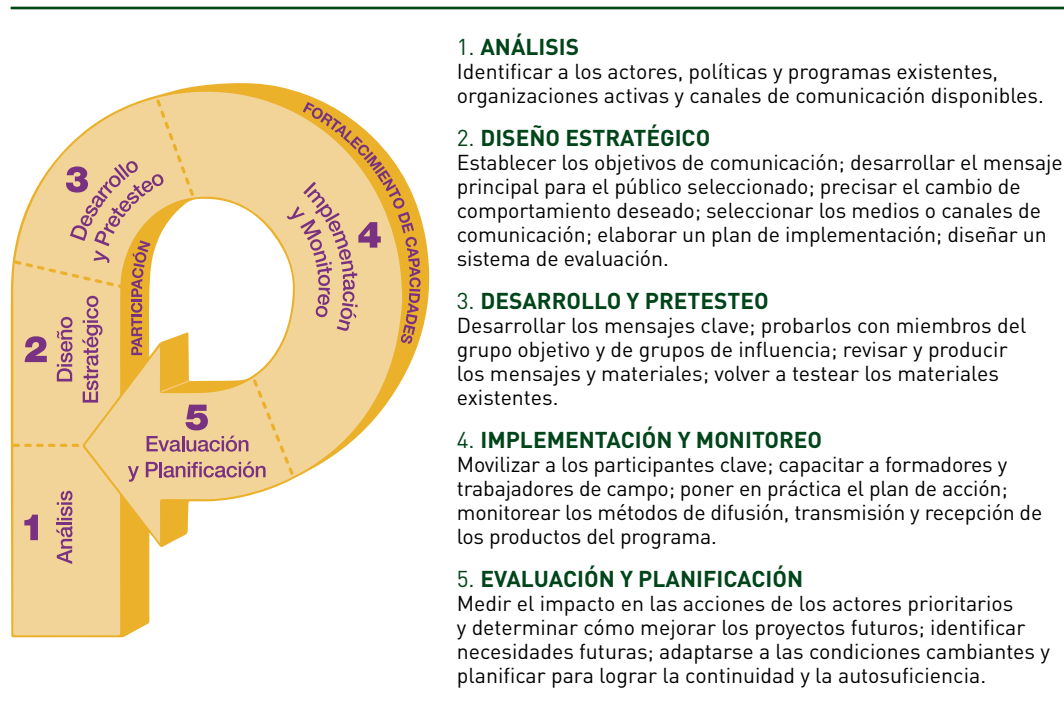 1
Análisis
2
Diseño
Estratégico
3
Desarrollo
y Pretesteo
PARTICIPACIÓN
FORTALECIMIENTO DE CAPACIDADES
4
Implementación
y Monitoreo
5
Evaluación
y Planificación
1. ANÁLISIS
Identificar a los actores, políticas y programas existentes,
organizaciones activas y canales de comunicación disponibles.
2. DISEÑO ESTRATÉGICO
Establecer los objetivos de comunicación; desarrollar el mensaje
principal para el público seleccionado; precisar el cambio de
comportamiento deseado; seleccionar los medios o canales de
comunicación; elaborar un plan de implementación; diseñar un
sistema de evaluación.
3. DESARROLLO Y PRETESTEO
Desarrollar los mensajes clave; probarlos con miembros del
grupo objetivo y de grupos de influencia; revisar y producir
los mensajes y materiales; volver a testear los materiales
existentes.
4. IMPLEMENTACIÓN Y MONITOREO
Movilizar a los participantes clave; capacitar a formadores y
trabajadores de campo; poner en práctica el plan de acción;
monitorear los métodos de difusión, transmisión y recepción de
los productos del programa.
5. EVALUACIÓN Y PLANIFICACIÓN
Medir el impacto en las acciones de los actores prioritarios
y determinar cómo mejorar los proyectos futuros; identificar
necesidades futuras; adaptarse a las condiciones cambiantes y
planificar para lograr la continuidad y la autosuficiencia.